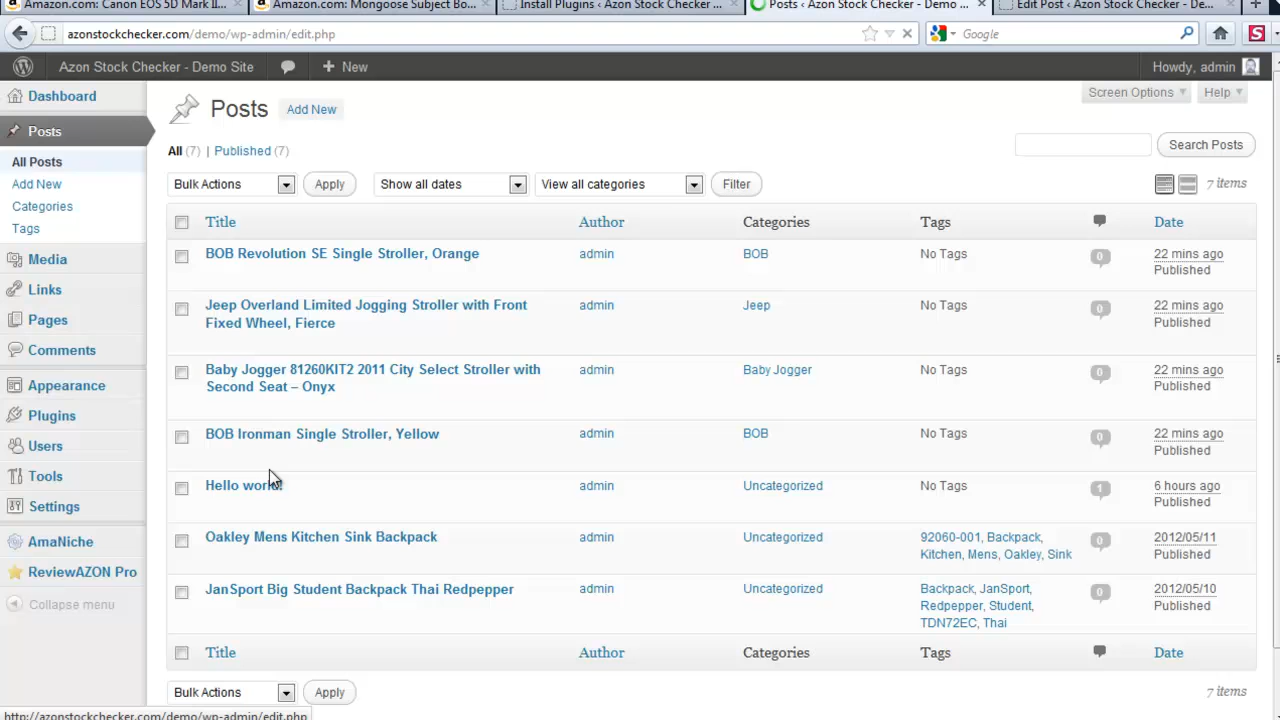 Amazon.com: Canon EOS 5D Mark II...
Amazon.com: Mongoose Subject Bo...
Install Plugins ‹ Azon Stock Checker ...
Posts ‹ Azon Stock Checker — Demo ...
Edit Post ‹ Azon Stock Checker — De...
azonstockchecker.com/demo/wp-admin/edit.php
Google
Azon Stock Checker - Demo Site
New
Howdy, admin
Dashboard
Posts
All Posts
Add New
Categories
Tags
Media
Links
Pages
Comments
Appearance
Plugins
Users
Tools
Settings
AmaNiche
ReviewAZON Pro
Collapse menu
Posts Add New
Screen Options
Help
All (7) | Published (7)
Search Posts
Bulk Actions
Apply
Show all dates
View all categories
Filter
7 items
Title Author Categories Tags Date
BOB Revolution SE Single Stroller, Orange admin BOB No Tags 0 22 mins ago
Published
Jeep Overland Limited Jogging Stroller with Front admin Jeep No Tags 0 22 mins ago
Fixed Wheel, Fierce Published
Baby Jogger 81260KIT2 2011 City Select Stroller with admin Baby Jogger No Tags 0 22 mins ago
Second Seat – Onyx Published
BOB Ironman Single Stroller, Yellow admin BOB No Tags 0 22 mins ago
Published
Hello world! admin Uncategorized No Tags 1 6 hours ago
Published
Oakley Mens Kitchen Sink Backpack admin Uncategorized 92060-001, Backpack, 0 2012/05/11
Kitchen, Mens, Oakley, Sink Published
JanSport Big Student Backpack Thai Redpepper admin Uncategorized Backpack, JanSport, 0 2012/05/10
Redpepper, Student, Published
TDN72EC, Thai
Title Author Categories Tags Date
Bulk Actions
Apply
7 items
http://azonstockchecker.com/demo/wp-admin/edit.php